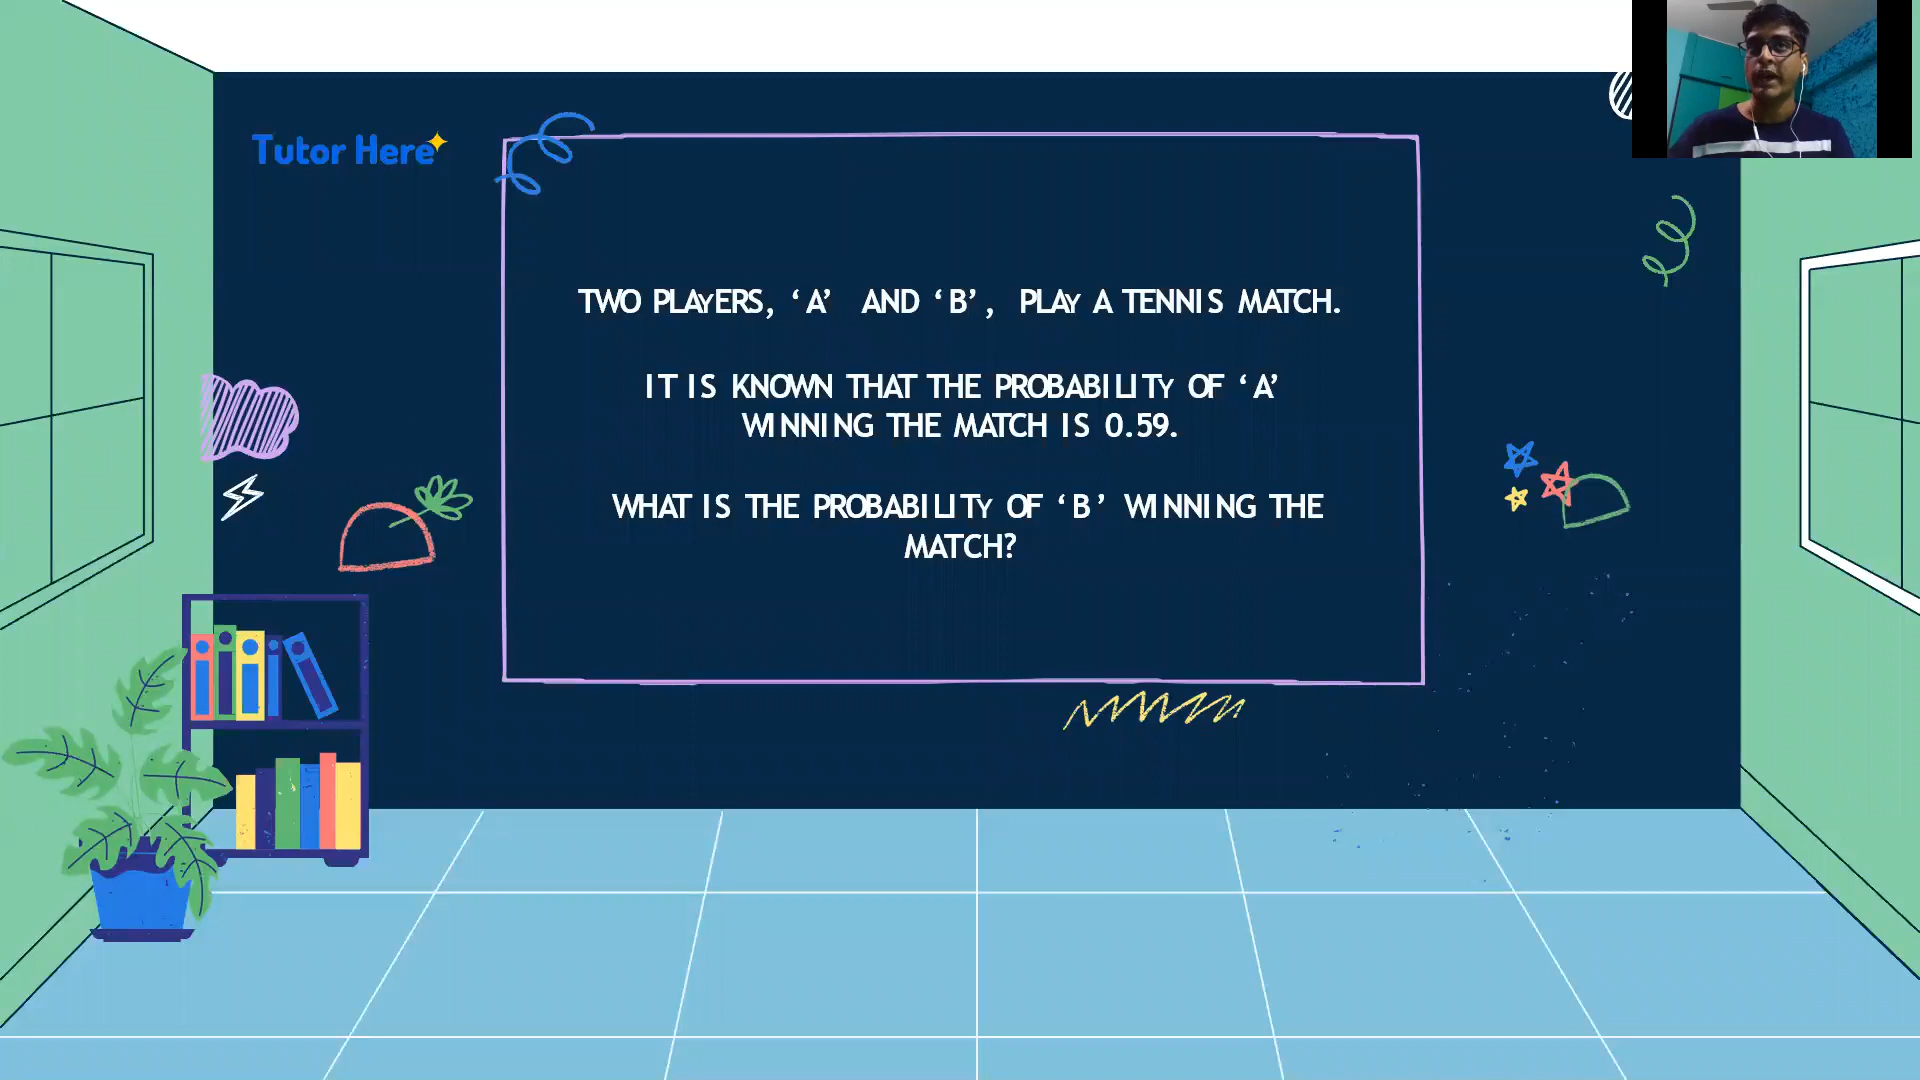 Tutor Here
TWO PLAYERS, ‘A’ AND ‘B’, PLAY A TENNIS MATCH.
IT IS KNOWN THAT THE PROBABILITY OF ‘A’
WINNING THE MATCH IS 0.59.
WHAT IS THE PROBABILITY OF ‘B’ WINNING THE
MATCH?